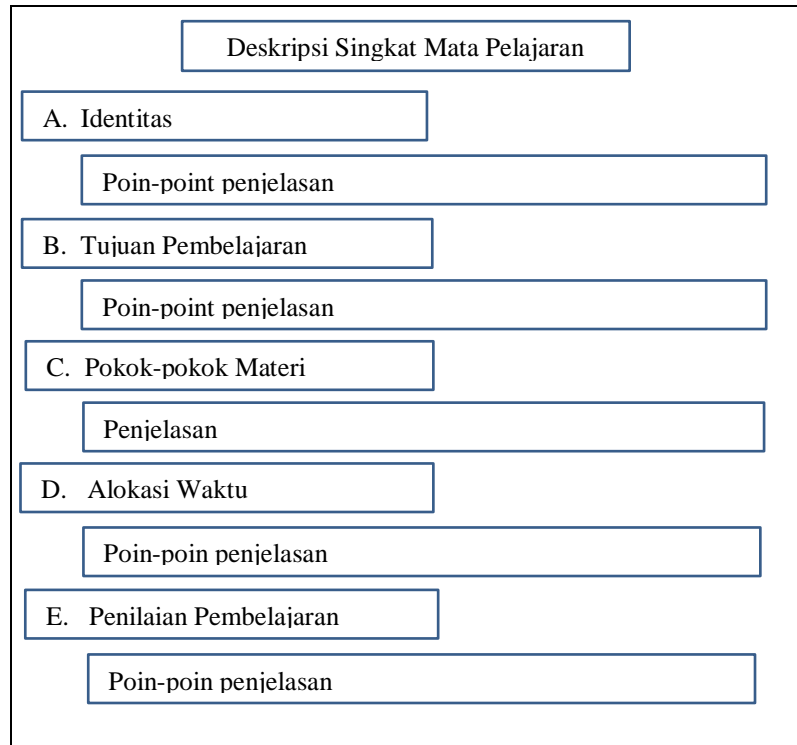 Deskripsi Singkat Mata Pelajaran
A. Identitas
Poin-point penjelasan
B. Tujuan Pembelajaran
Poin-point penjelasan
C. Pokok-pokok Materi
Penjelasan
D. Alokasi Waktu
Poin-poin penjelasan
E. Penilaian Pembelajaran
Poin-poin penjelasan